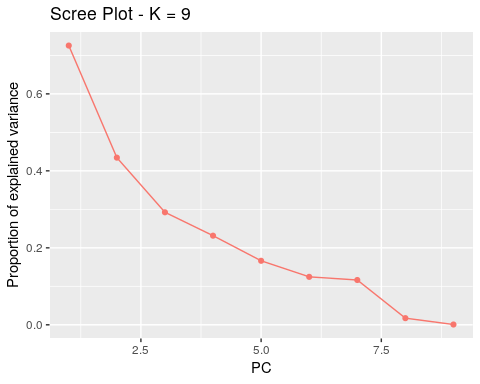 Scree Plot - K = 9
Proportion of explained variance
0.6
0.4
0.2
0.0
2.5 5.0 7.5
PC